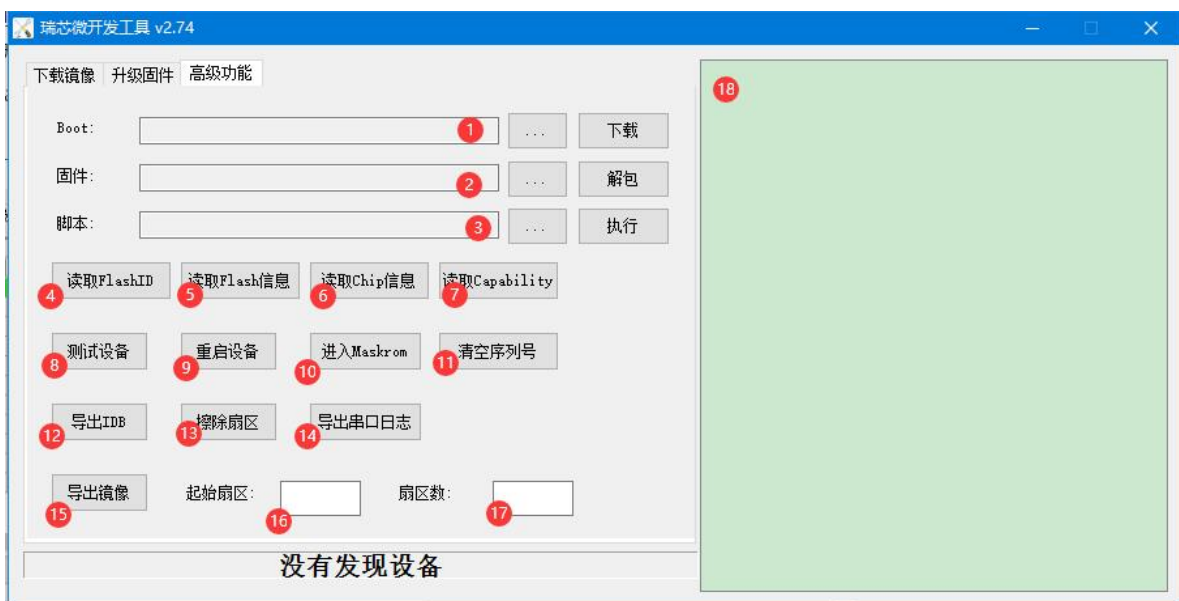 瑞芯微开发工具 v2.74
下载镜像 升级固件 高级功能
18
Boot: 1 ... 下载
固件: 2 ... 解包
脚本: 3 ... 执行
读取FlashID 读取Flash信息 读取Chip信息 读取Capability
4 5 6 7
测试设备 重启设备 进入Maskrom 清空序列号
8 9 10 11
导出IDB 擦除扇区 导出串口日志
12 13 14
导出镜像 起始扇区: 扇区数:
15 16 17
没有发现设备